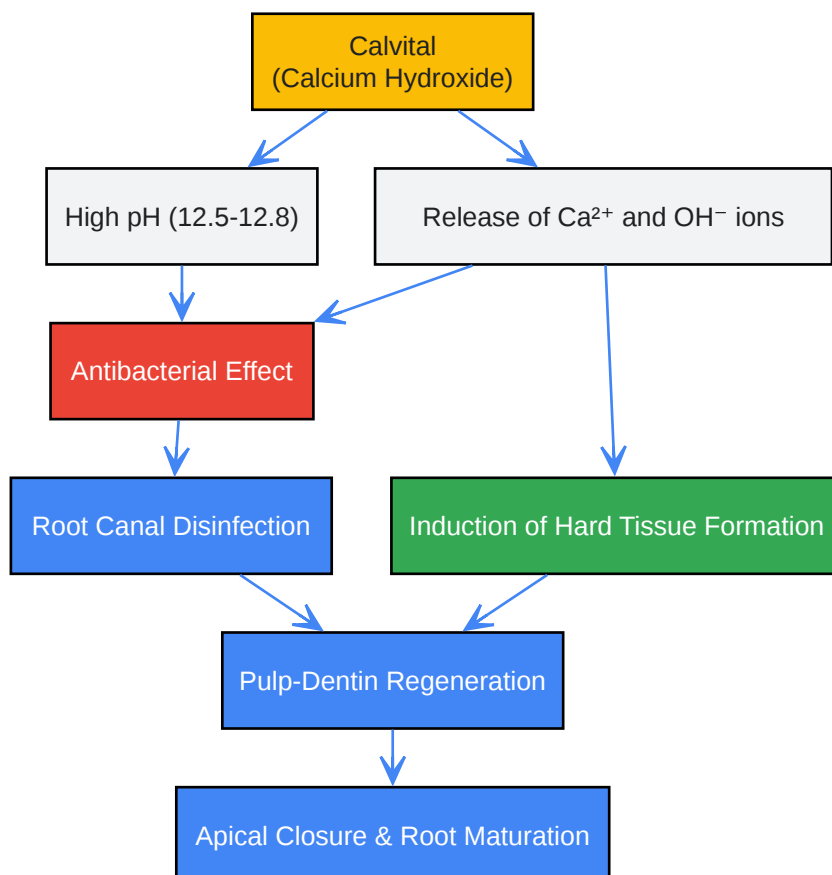 Calvital
(Calcium Hydroxide)
High pH (12.5-12.8)
Release of Ca²⁺ and OH⁻ ions
Antibacterial Effect
Root Canal Disinfection
Induction of Hard Tissue Formation
Pulp-Dentin Regeneration
Apical Closure & Root Maturation